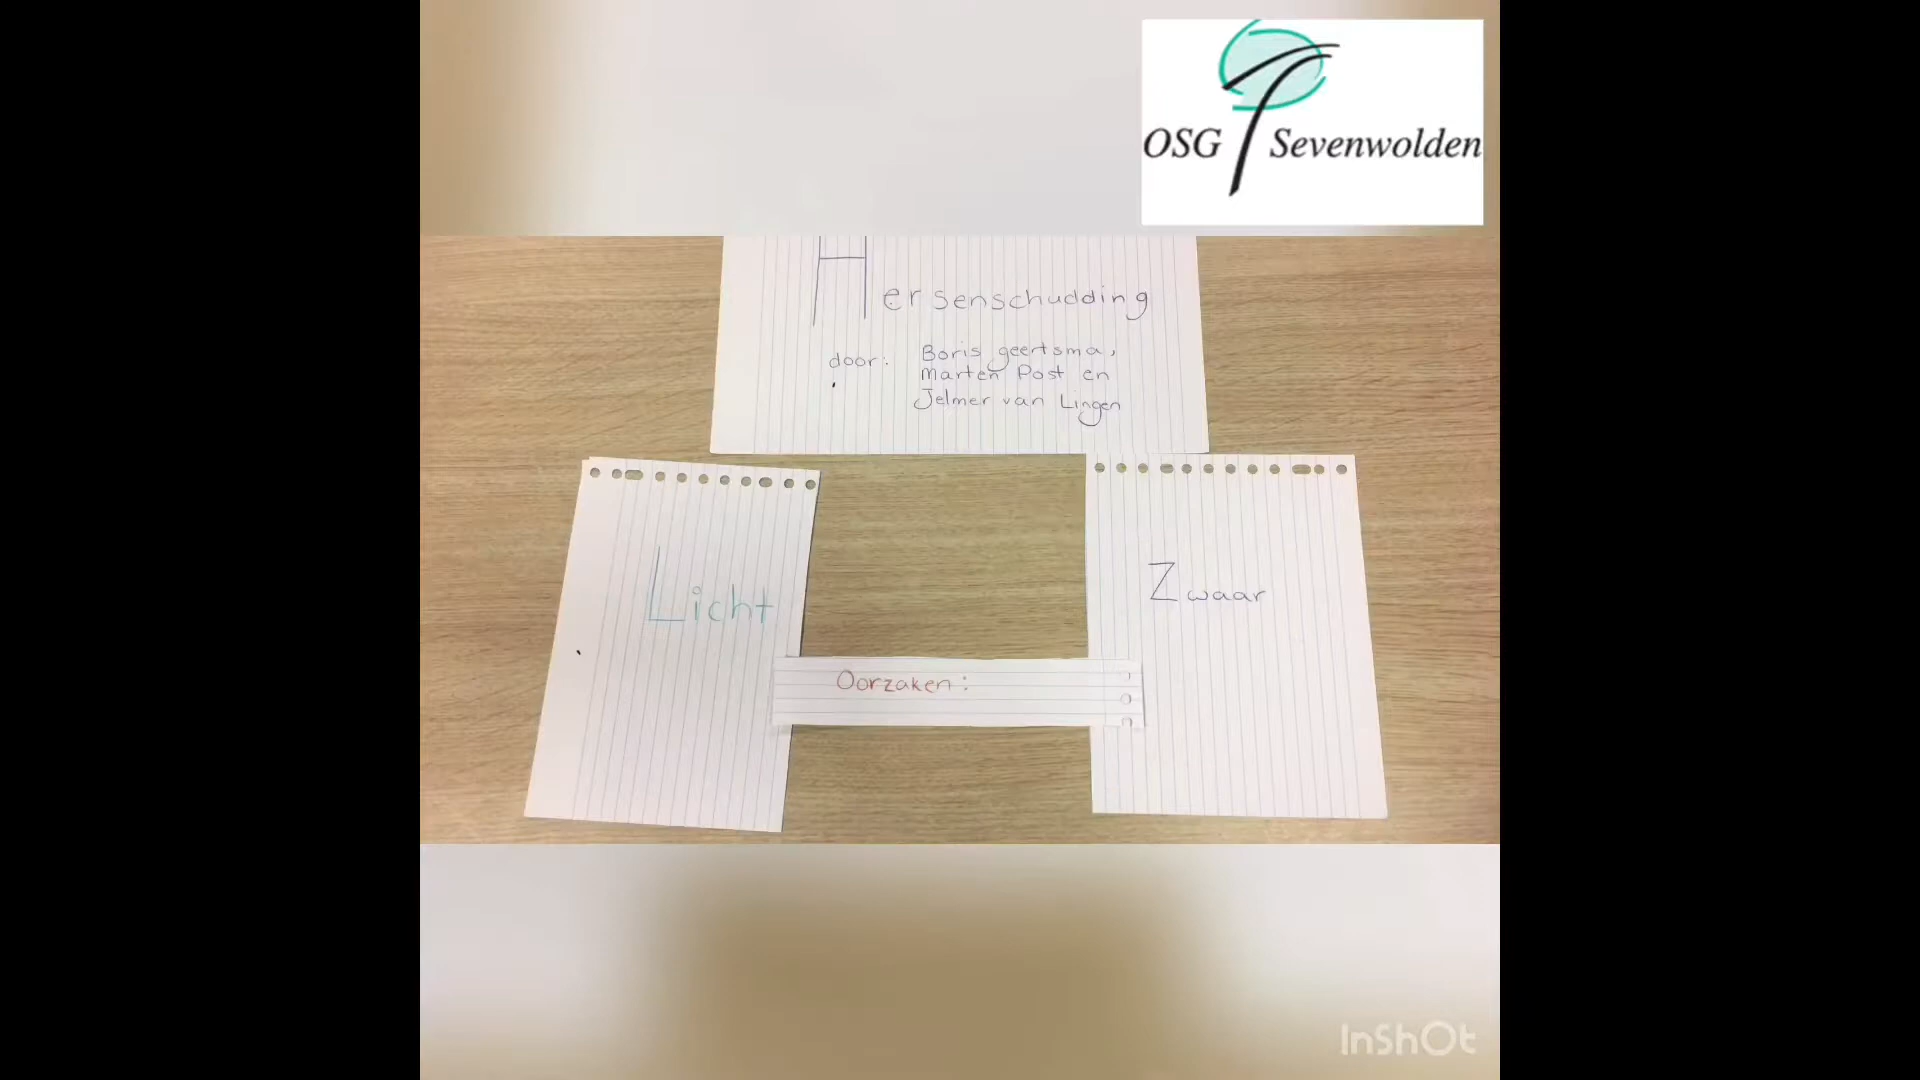 OSG Sevenwolden
Hersenschudding
door: Boris geertsma,
Marten Post en
Jelmer van Lingen
Licht
Zwaar
Oorzaken:
InShOt